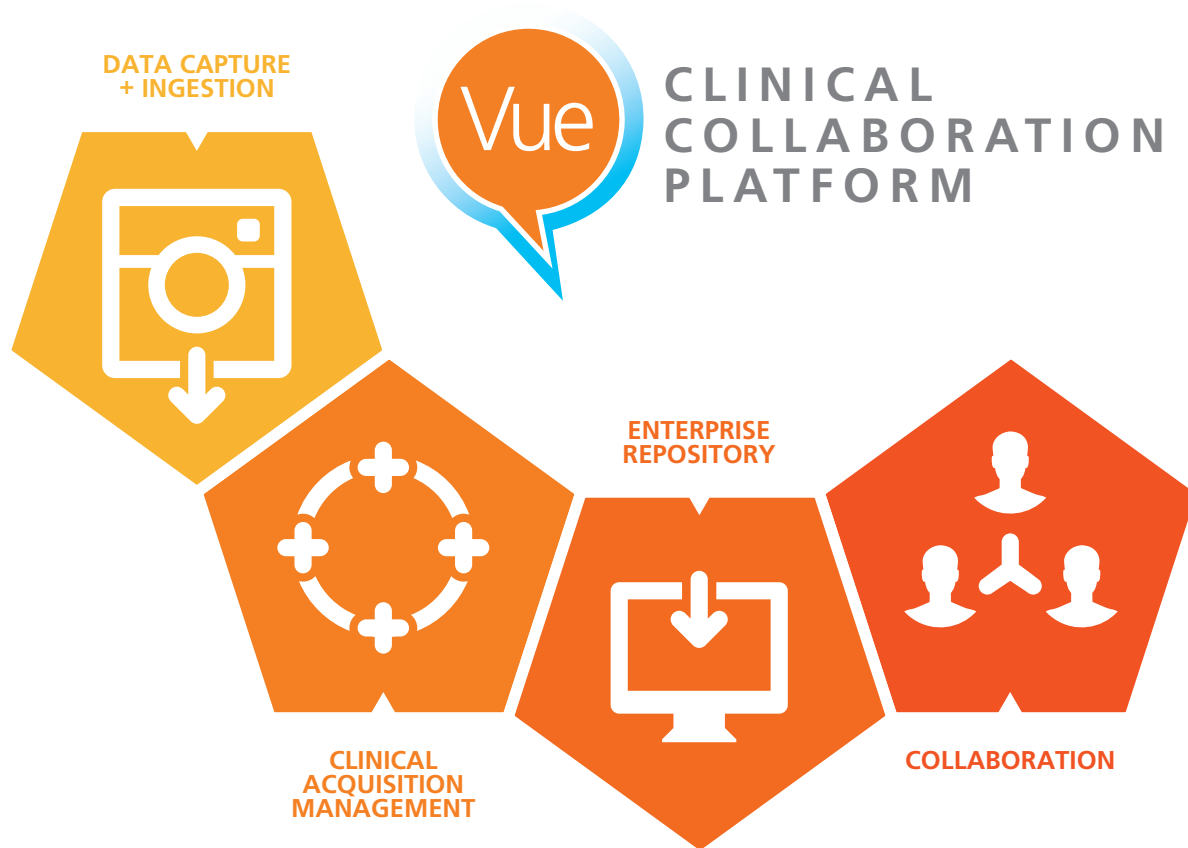 DATA CAPTURE
+ INGESTION
Vue
CLINICAL
COLLABORATION
PLATFORM
ENTERPRISE
REPOSITORY
CLINICAL
ACQUISITION
MANAGEMENT
COLLABORATION